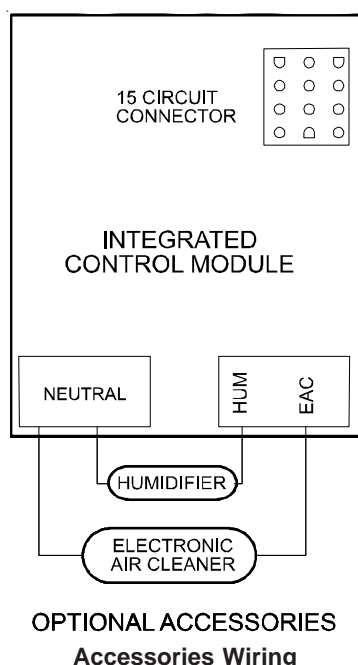 15 CIRCUIT
CONNECTOR
INTEGRATED
CONTROL MODULE
NEUTRAL
HUM
EAC
HUMIDIFIER
ELECTRONIC
AIR CLEANER
OPTIONAL ACCESSORIES
Accessories Wiring